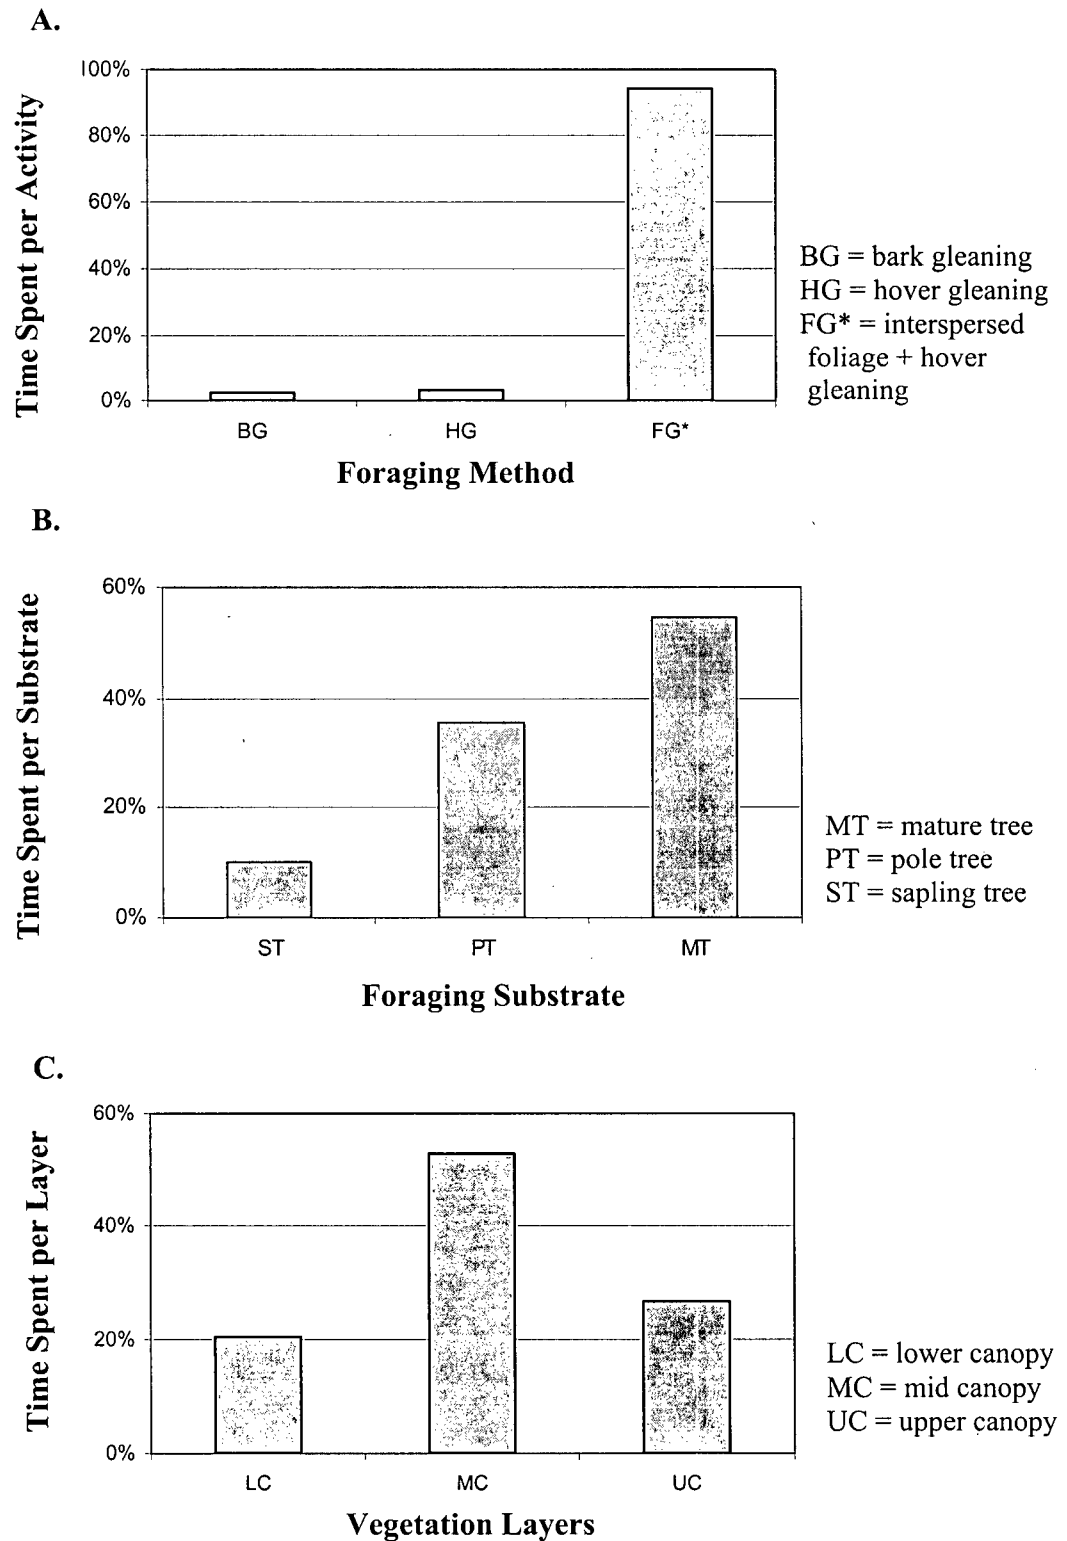 A.
Time Spent per Activity
100%
80%
60%
40%
20%
0%
BG
HG
FG*
Foraging Method
BG = bark gleaning
HG = hover gleaning
FG* = interspersed
foliage + hover
gleaning
B.
Time Spent per Substrate
60%
40%
20%
0%
ST
PT
MT
Foraging Substrate
MT = mature tree
PT = pole tree
ST = sapling tree
C.
Time Spent per Layer
60%
40%
20%
0%
LC
MC
UC
Vegetation Layers
LC = lower canopy
MC = mid canopy
UC = upper canopy